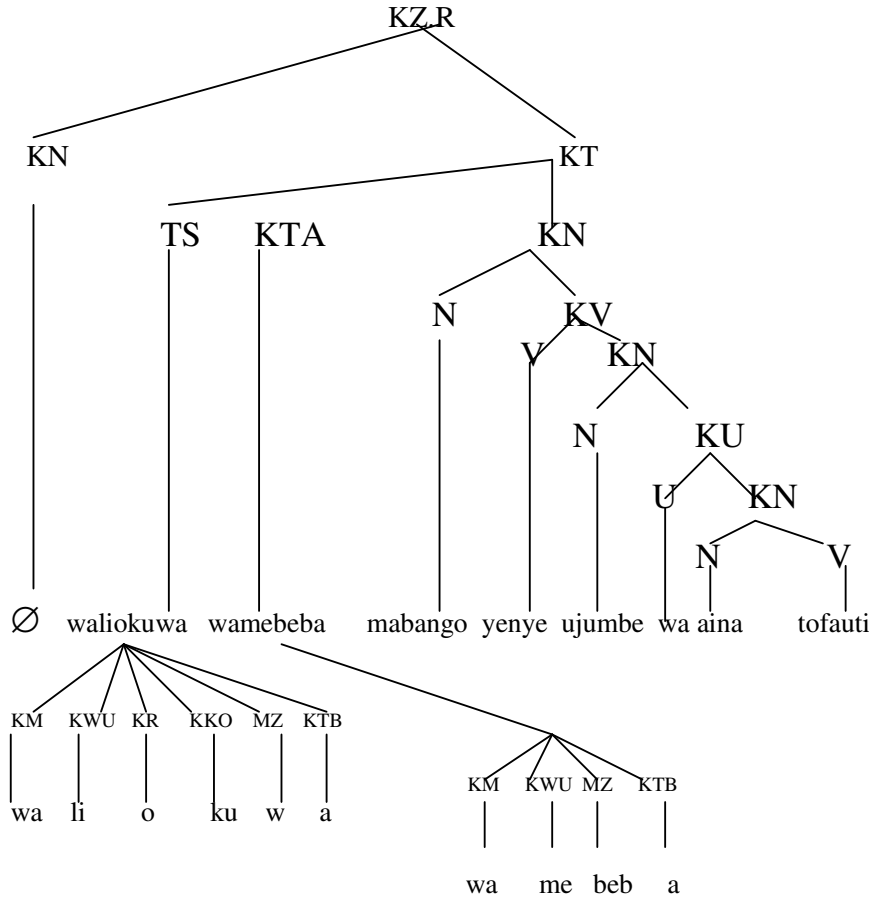 KZ.R
KN KT
TS KTA KN
N KV
V KN
N KU
U KN
N V
∅ waliokuwa wamebeba mabango yenye ujumbe wa aina tofauti
KM KWU KR KKO MZ KTB
KM KWU MZ KTB
wa li o ku w a
wa me beb a